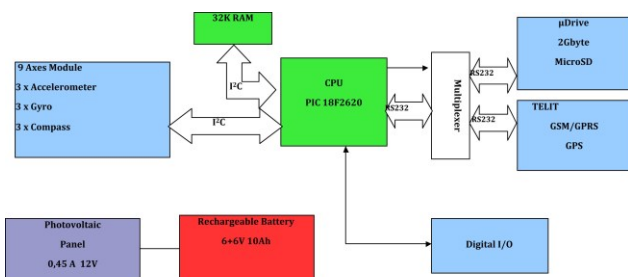 32K RAM
I²C
9 Axes Module
3 x Accelerometer
3 x Gyro
3 x Compass
I²C
CPU
PIC 18F2620
RS232
Multiplexer
RS232
µDrive
2Gbyte
MicroSD
RS232
TELIT
GSM/GPRS
GPS
Photovoltaic
Panel
0,45 A 12V
Rechargeable Battery
6+6V 10Ah
Digital I/O